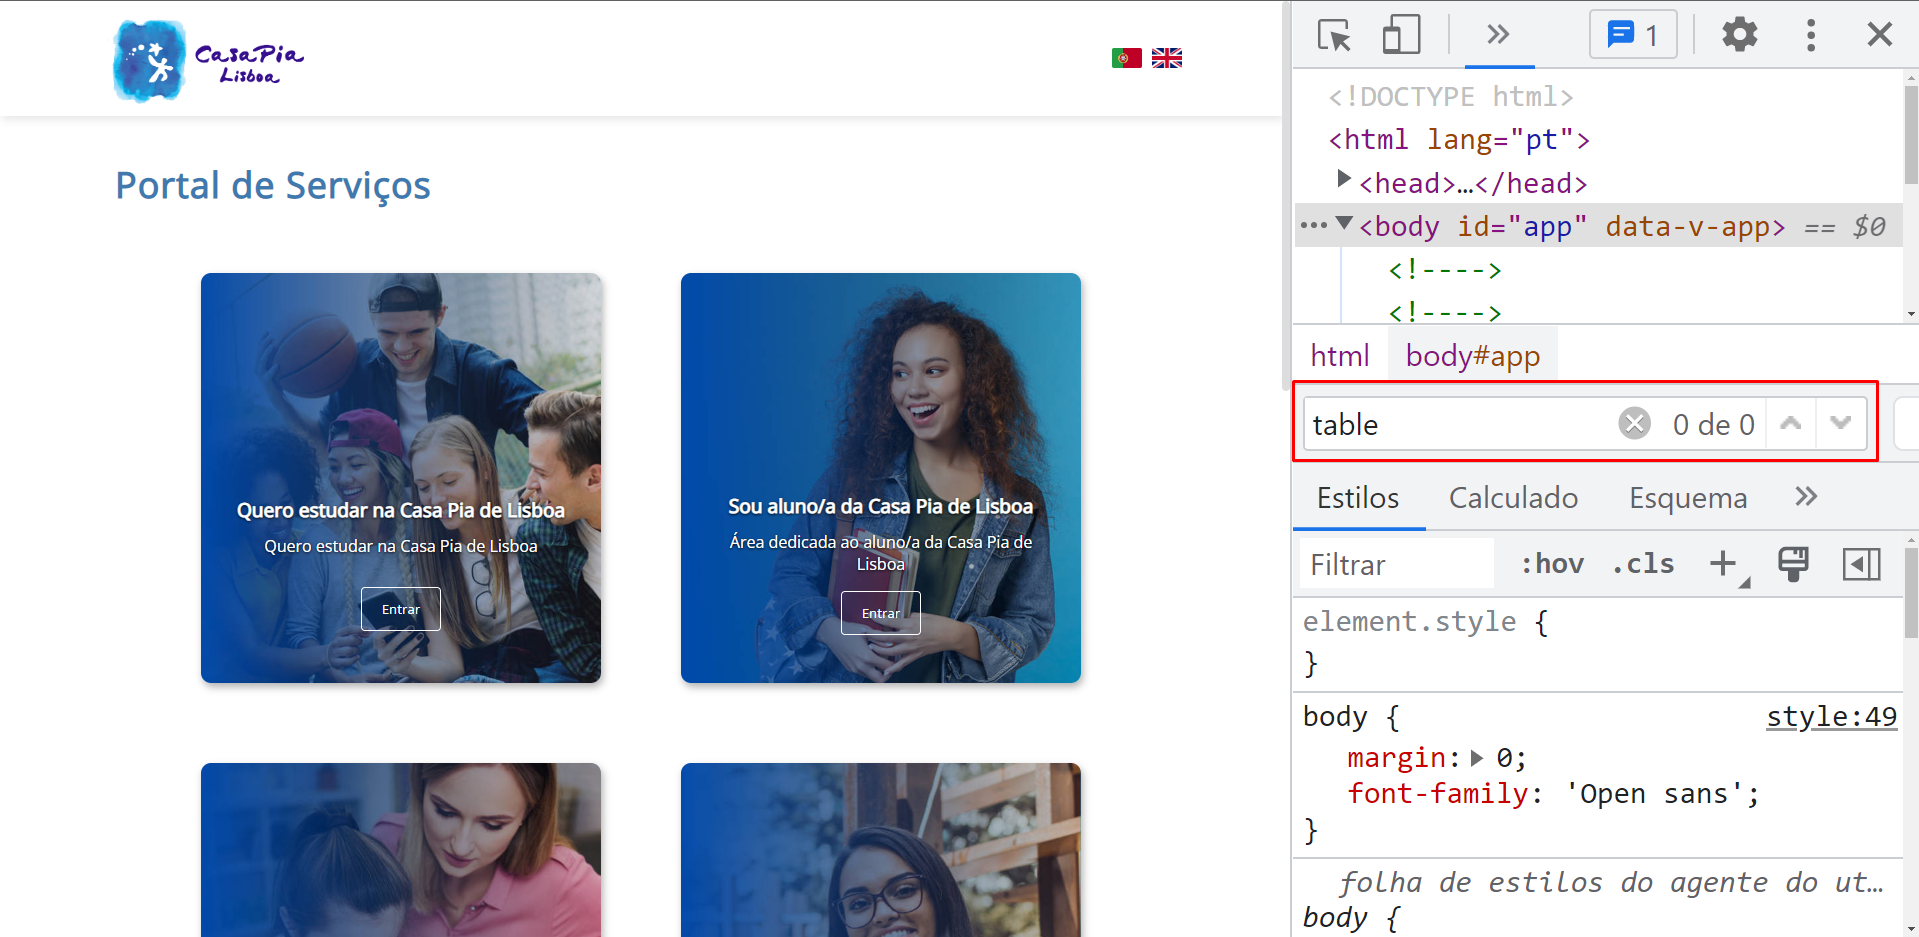 Casa Pia
Lisboa
Portal de Serviços
Quero estudar na Casa Pia de Lisboa
Quero estudar na Casa Pia de Lisboa
Entrar
Sou aluno/a da Casa Pia de Lisboa
Área dedicada ao aluno/a da Casa Pia de
Lisboa
Entrar
1
<!DOCTYPE html>
<html lang="pt">
<head>…</head>
<body id="app" data-v-app> == $0
<!---->
<!---->
html body#app
table 0 de 0
Estilos Calculado Esquema
Filtrar :hov .cls
element.style {
}
body { style:49
margin: 0;
font-family: 'Open sans';
}
folha de estilos do agente do ut…
body {